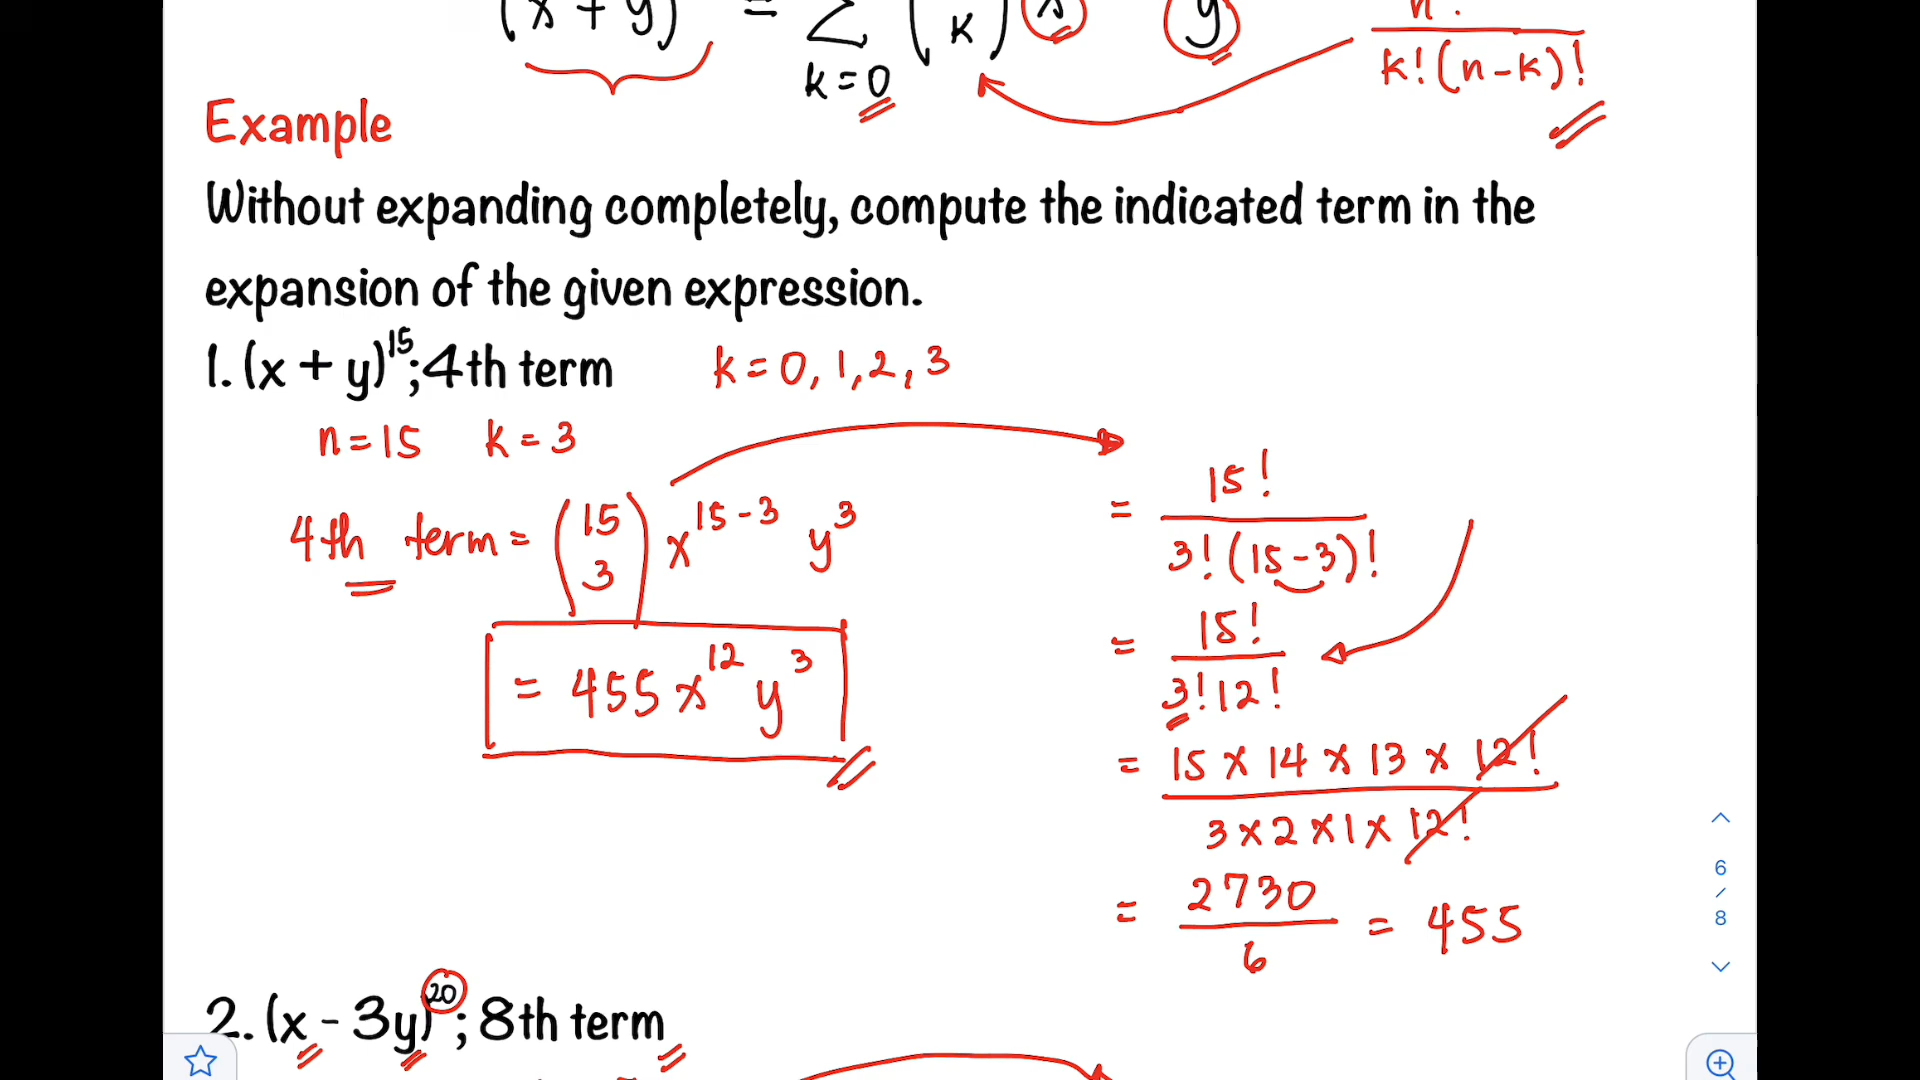 (x + y) = Σ (k) x y n!
k = 0 k!(n-k)!
Example
Without expanding completely, compute the indicated term in the
expansion of the given expression.
1. (x + y)^15; 4th term k = 0, 1, 2, 3
n = 15 k = 3
4th term = (15 3) x^15-3 y^3
= 455 x^12 y^3
= 15! / 3!(15-3)!
= 15! / 3!12!
= 15 x 14 x 13 x 12! / 3 x 2 x 1 x 12!
= 2730 / 6 = 455
6
/
8
2. (x - 3y)^20; 8th term